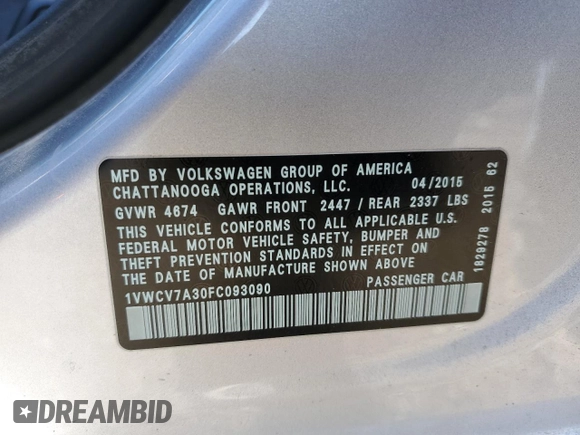 MFD BY VOLKSWAGEN GROUP OF AMERICA
CHATTANOOGA OPERATIONS, LLC. 04/2015
GVWR 4674 GAWR FRONT 2447 / REAR 2337 LBS
THIS VEHICLE CONFORMS TO ALL APPLICABLE U.S.
FEDERAL MOTOR VEHICLE SAFETY, BUMPER AND
THEFT PREVENTION STANDARDS IN EFFECT ON
THE DATE OF MANUFACTURE SHOWN ABOVE
1VWCV7A30FC093090 PASSENGER CAR
1829278 2015 62
DREAMBID